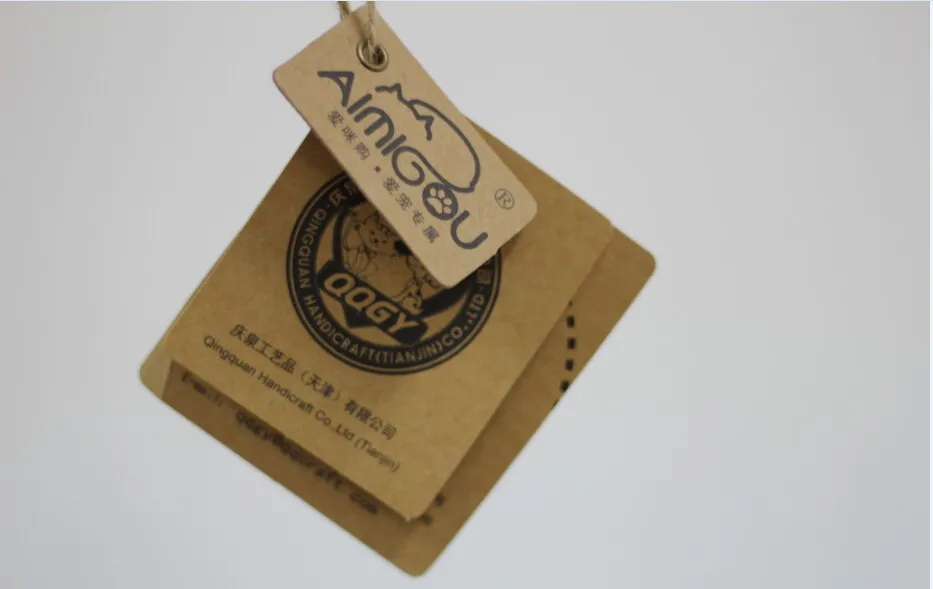 AIMIGOU
®
爱咪购·爱宠专属
QINGQUAN HANDICRAFT(TIANJIN)CO.,LTD·
QQGY
庆泉工艺品（天津）有限公司
Qingquan Handicraft Co.,Ltd (Tianjin)